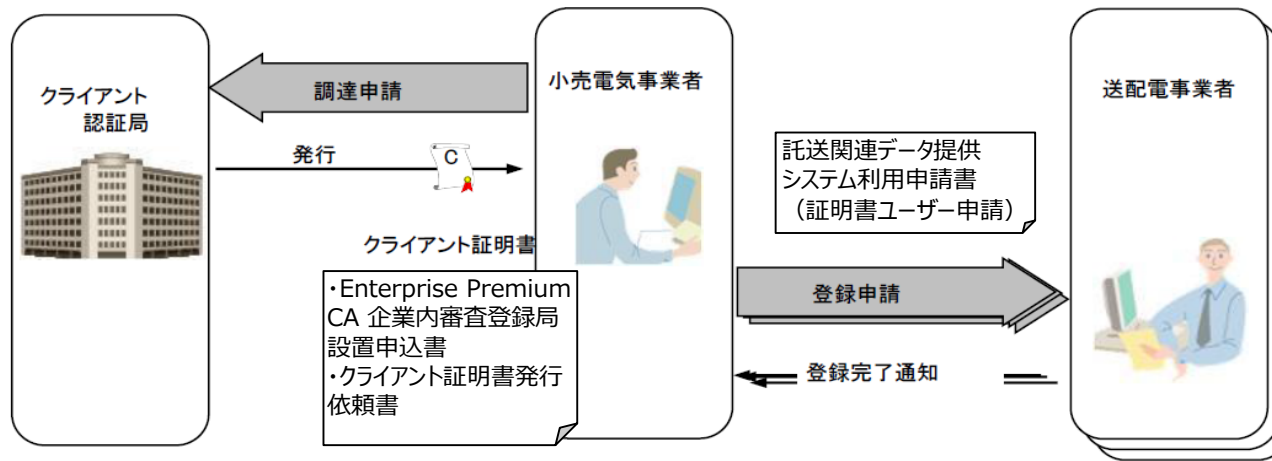 クライアント
認証局
調達申請
発行
C
クライアント証明書
・Enterprise Premium
CA 企業内審査登録局
設置申込書
・クライアント証明書発行
依頼書
小売電気事業者
託送関連データ提供
システム利用申請書
（証明書ユーザー申請）
登録申請
登録完了通知
送配電事業者